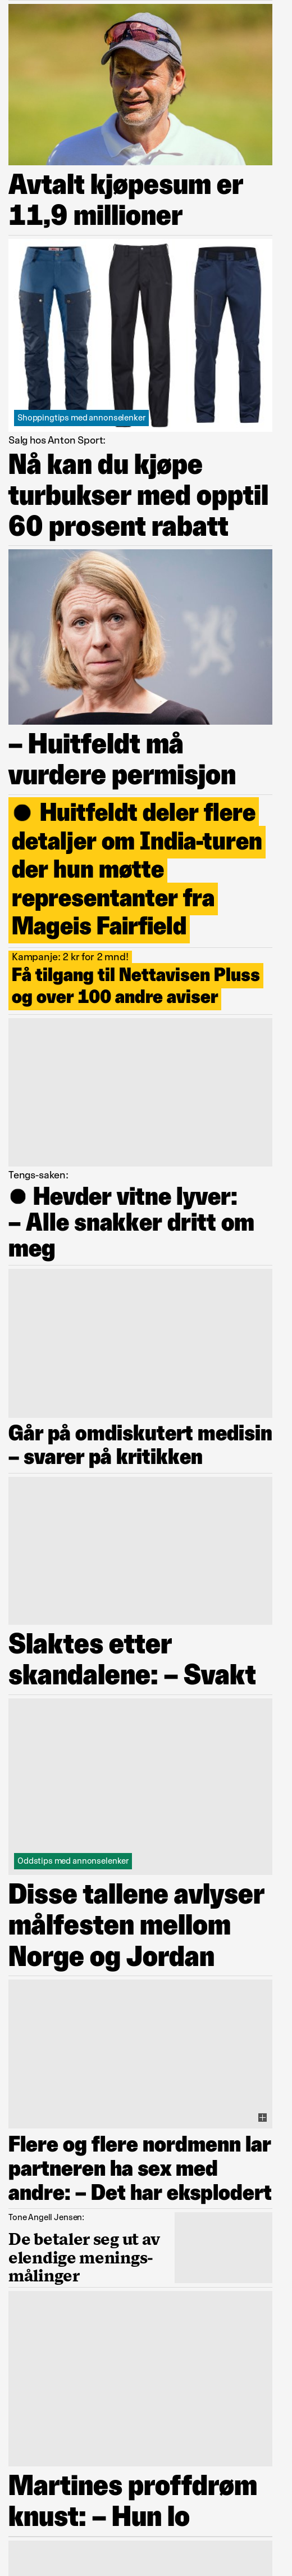 Avtalt kjøpesum er
11,9 millioner
Shoppingtips med annonselenker
Salg hos Anton Sport:
Nå kan du kjøpe
turbukser med opptil
60 prosent rabatt
– Huitfeldt må
vurdere permisjon
● Huitfeldt deler flere
detaljer om India-turen
der hun møtte
representanter fra
Mageis Fairfield
Kampanje: 2 kr for 2 mnd!
Få tilgang til Nettavisen Pluss
og over 100 andre aviser
Tengs-saken:
● Hevder vitne lyver:
– Alle snakker dritt om
meg
Går på omdiskutert medisin
– svarer på kritikken
Slaktes etter
skandalene: – Svakt
Oddstips med annonselenker
Disse tallene avlyser
målfesten mellom
Norge og Jordan
Flere og flere nordmenn lar
partneren ha sex med
andre: – Det har eksplodert
Tone Angell Jensen:
De betaler seg ut av
elendige menings-
målinger
Martines proffdrøm
knust: – Hun lo